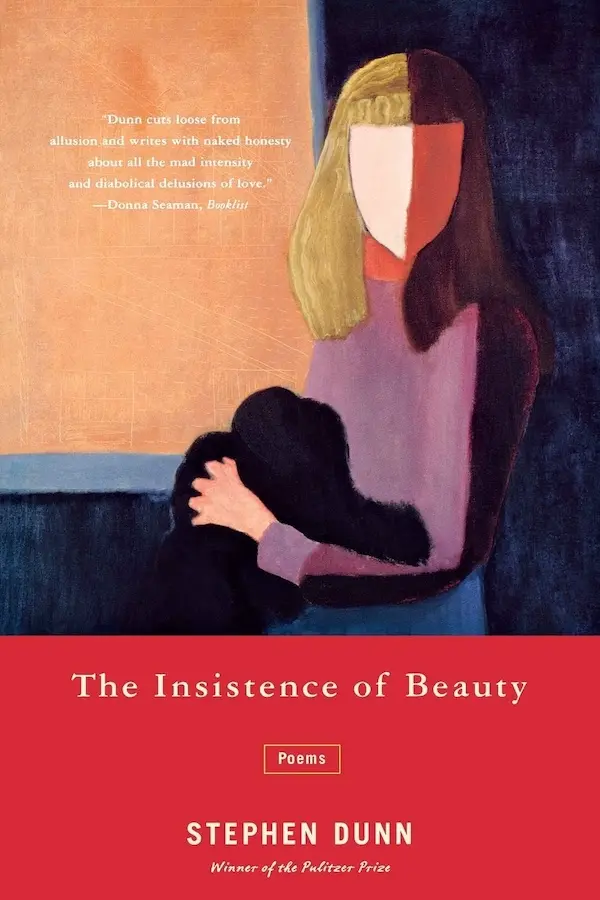 "Dunn cuts loose from
allusion and writes with naked honesty
about all the mad intensity
and diabolical delusions of love."
—Donna Seaman, Booklist
The Insistence of Beauty
Poems
STEPHEN DUNN
Winner of the Pulitzer Prize